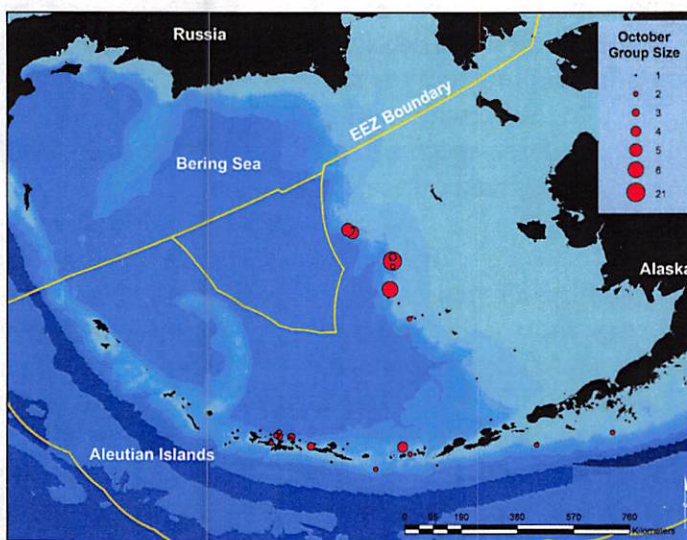 Russia
October
Group Size
1
2
3
4
5
6
21
EEZ Boundary
Bering Sea
Alaska
Aleutian Islands
0 95 190 380 570 760
Kilometers